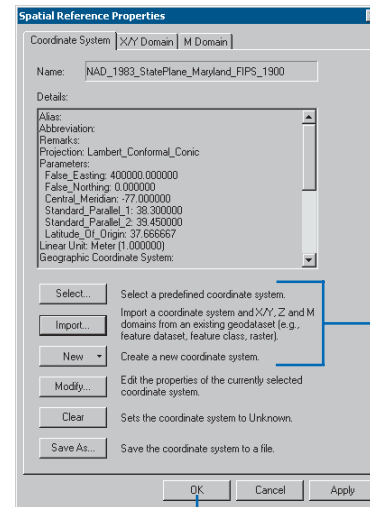 Spatial Reference Properties
Coordinate System X/Y Domain M Domain
Name: NAD_1983_StatePlane_Maryland_FIPS_1900
Details:
Alias:
Abbreviation:
Remarks:
Projection: Lambert_Conformal_Conic
Parameters:
False_Easting: 400000.000000
False_Northing: 0.000000
Central_Meridian: -77.000000
Standard_Parallel_1: 38.300000
Standard_Parallel_2: 39.450000
Latitude_Of_Origin: 37.666667
Linear Unit: Meter (1.000000)
Geographic Coordinate System:
Select... Select a predefined coordinate system.
Import... Import a coordinate system and X/Y, Z and M
domains from an existing geodataset (e.g.,
feature dataset, feature class, raster).
New Create a new coordinate system.
Modify... Edit the properties of the currently selected
coordinate system.
Clear Sets the coordinate system to Unknown.
Save As... Save the coordinate system to a file.
OK Cancel Apply